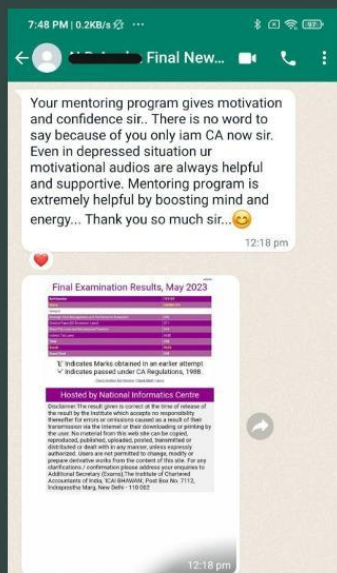 7:48 PM | 0.2KB/s
97
Final New...
Your mentoring program gives motivation
and confidence sir.. There is no word to
say because of you only iam CA now sir.
Even in depressed situation ur
motivational audios are always helpful
and supportive. Mentoring program is
extremely helpful by boosting mind and
energy... Thank you so much sir...😊
12:18 pm
Final Examination Results, May 2023
Indicates Marks obtained in an earlier attempt
Indicates passed under CA Regulations, 1988.
Hosted by National Informatics Centre
Disclaimer: The result given is correct at the time of release of
the result by the Institute which accepts no responsibility
thereafter for errors or omissions caused as a result of their
transmission via the Internet or their downloading or printing by
the user. No material from this web site can be copied,
reproduced, published, uploaded, posted, transmitted or
distributed or dealt with in any manner, unless expressly
authorized. Users are not permitted to change, modify or
prepare derivative works from the content of this site. For any
clarifications / confirmation please address your enquiries to
Additional Secretary (Exams),The Institute of Chartered
Accountants of India, ICAI BHAWAN, Post Box No. 7112,
Indraprastha Marg, New Delhi - 110 002
12:18 pm